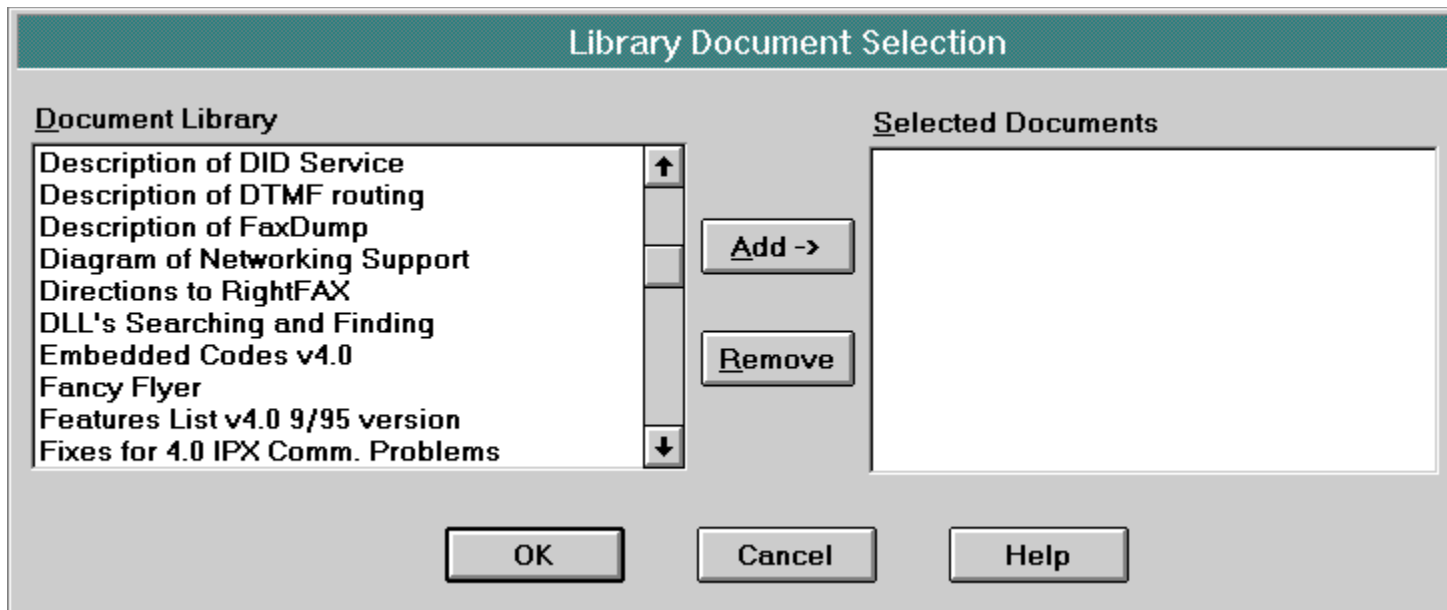 Library Document Selection
Document Library
Description of DID Service
Description of DTMF routing
Description of FaxDump
Diagram of Networking Support
Directions to RightFAX
DLL's Searching and Finding
Embedded Codes v4.0
Fancy Flyer
Features List v4.0 9/95 version
Fixes for 4.0 IPX Comm. Problems
Add ->
Remove
Selected Documents
OK
Cancel
Help